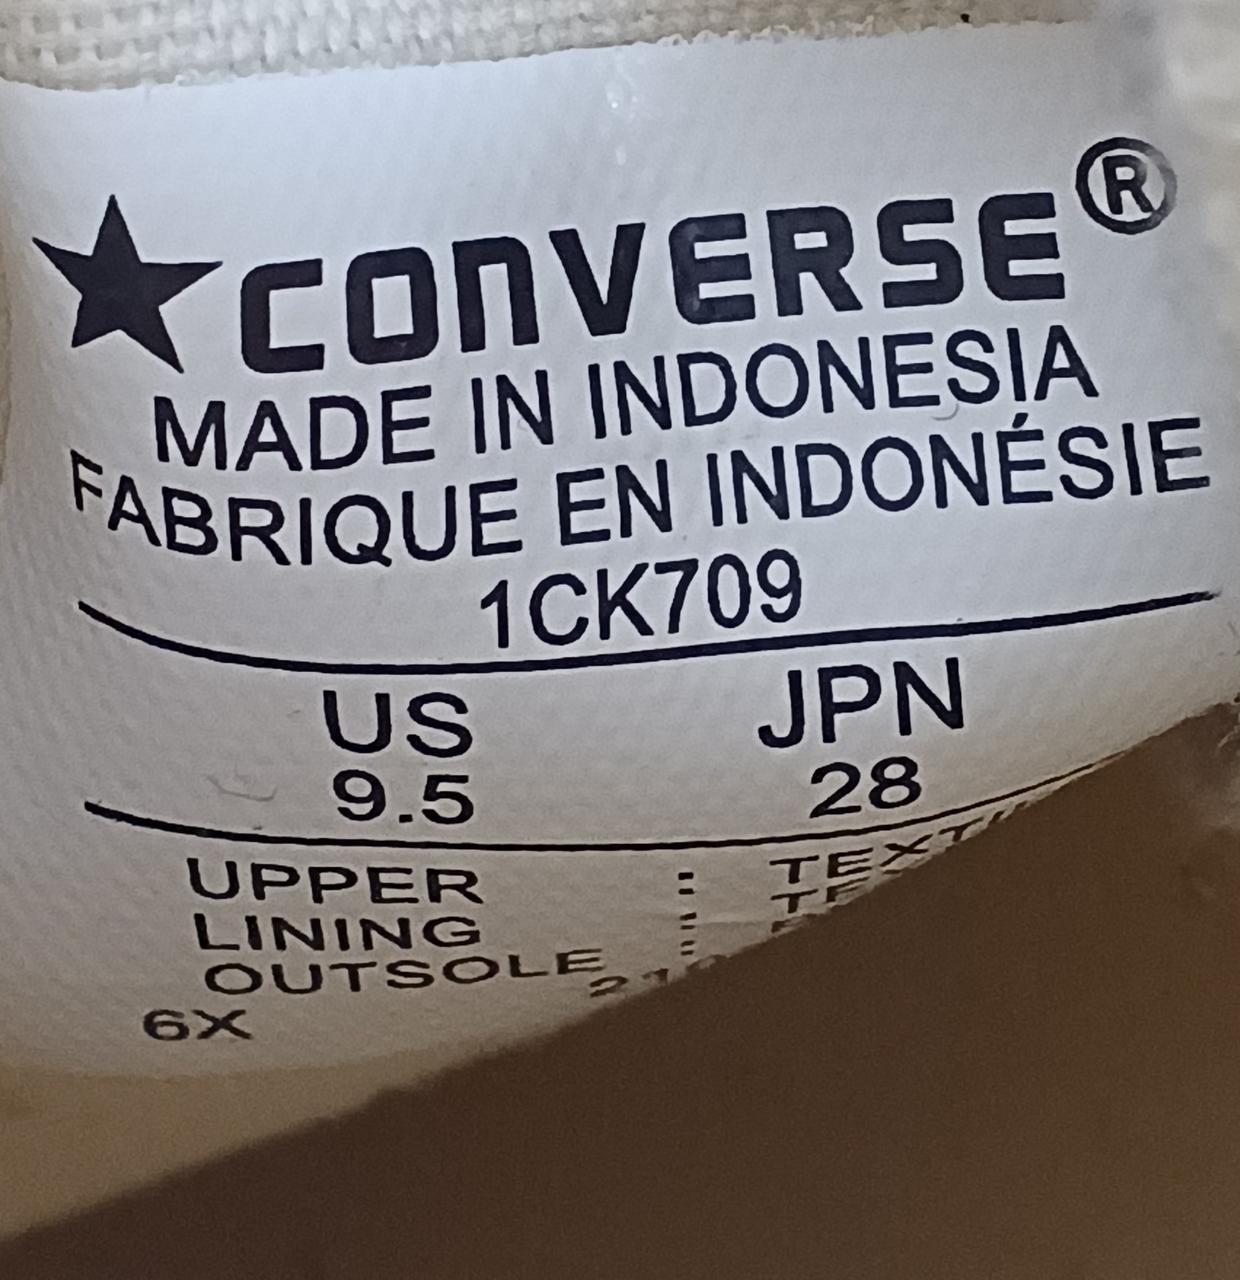 ★CONVERSE®
MADE IN INDONESIA
FABRIQUE EN INDONÉSIE
1CK709
US JPN
9.5 28
UPPER :
LINING :
OUTSOLE :
6X